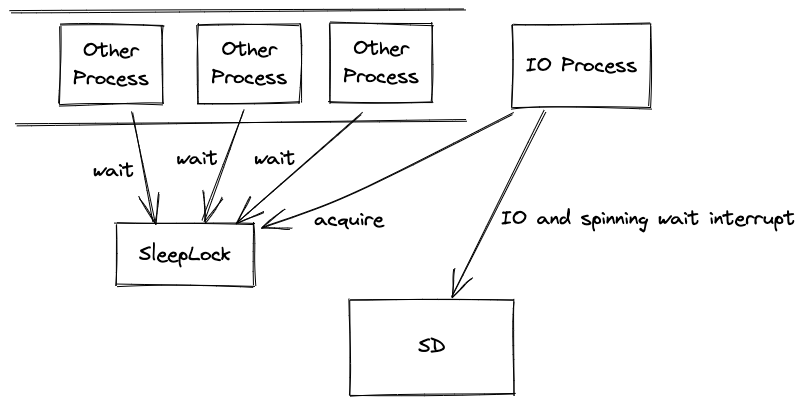 Other
Process
Other
Process
Other
Process
IO Process
wait
wait
wait
acquire
IO and spinning wait interrupt
SleepLock
SD